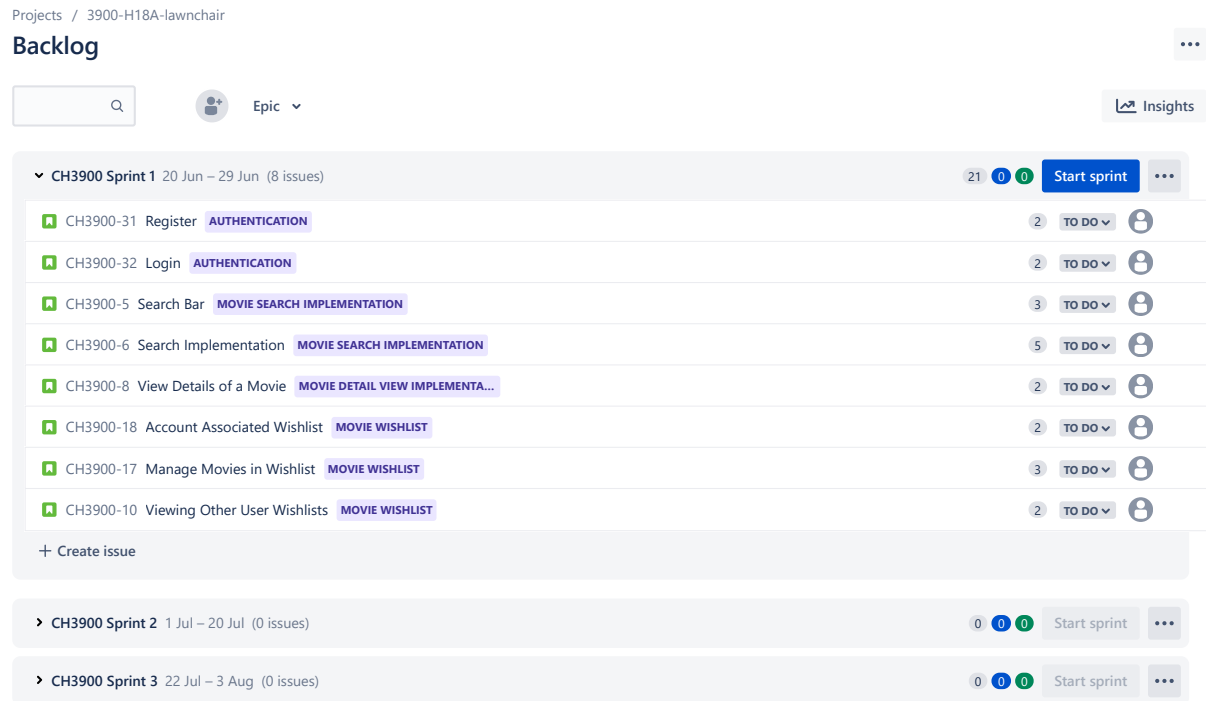 Projects / 3900-H18A-lawnchair
Backlog
Epic
Insights
CH3900 Sprint 1 20 Jun – 29 Jun (8 issues) 21 0 0 Start sprint
CH3900-31 Register AUTHENTICATION 2 TO DO
CH3900-32 Login AUTHENTICATION 2 TO DO
CH3900-5 Search Bar MOVIE SEARCH IMPLEMENTATION 3 TO DO
CH3900-6 Search Implementation MOVIE SEARCH IMPLEMENTATION 5 TO DO
CH3900-8 View Details of a Movie MOVIE DETAIL VIEW IMPLEMENTA... 2 TO DO
CH3900-18 Account Associated Wishlist MOVIE WISHLIST 2 TO DO
CH3900-17 Manage Movies in Wishlist MOVIE WISHLIST 3 TO DO
CH3900-10 Viewing Other User Wishlists MOVIE WISHLIST 2 TO DO
+ Create issue
CH3900 Sprint 2 1 Jul – 20 Jul (0 issues) 0 0 0 Start sprint
CH3900 Sprint 3 22 Jul – 3 Aug (0 issues) 0 0 0 Start sprint